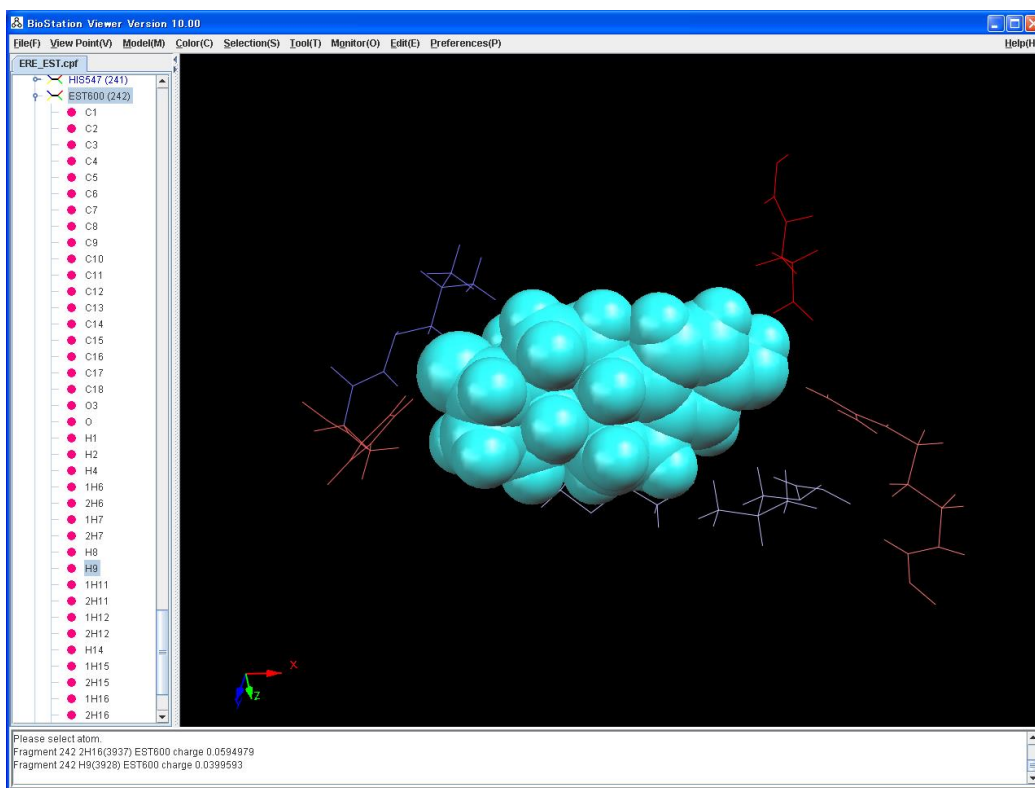 BioStation Viewer Version 10.00
File(F) View Point(V) Model(M) Color(C) Selection(S) Tool(T) Monitor(O) Edit(E) Preferences(P) Help(H
ERE_EST.cpf
HIS547 (241)
EST600 (242)
C1
C2
C3
C4
C5
C6
C7
C8
C9
C10
C11
C12
C13
C14
C15
C16
C17
C18
O3
O
H1
H2
H4
1H6
2H6
1H7
2H7
H8
H9
1H11
2H11
1H12
2H12
H14
1H15
2H15
1H16
2H16
X
Z
Please select atom.
Fragment 242 2H16(3937) EST600 charge 0.0594979
Fragment 242 H9(3928) EST600 charge 0.0399593